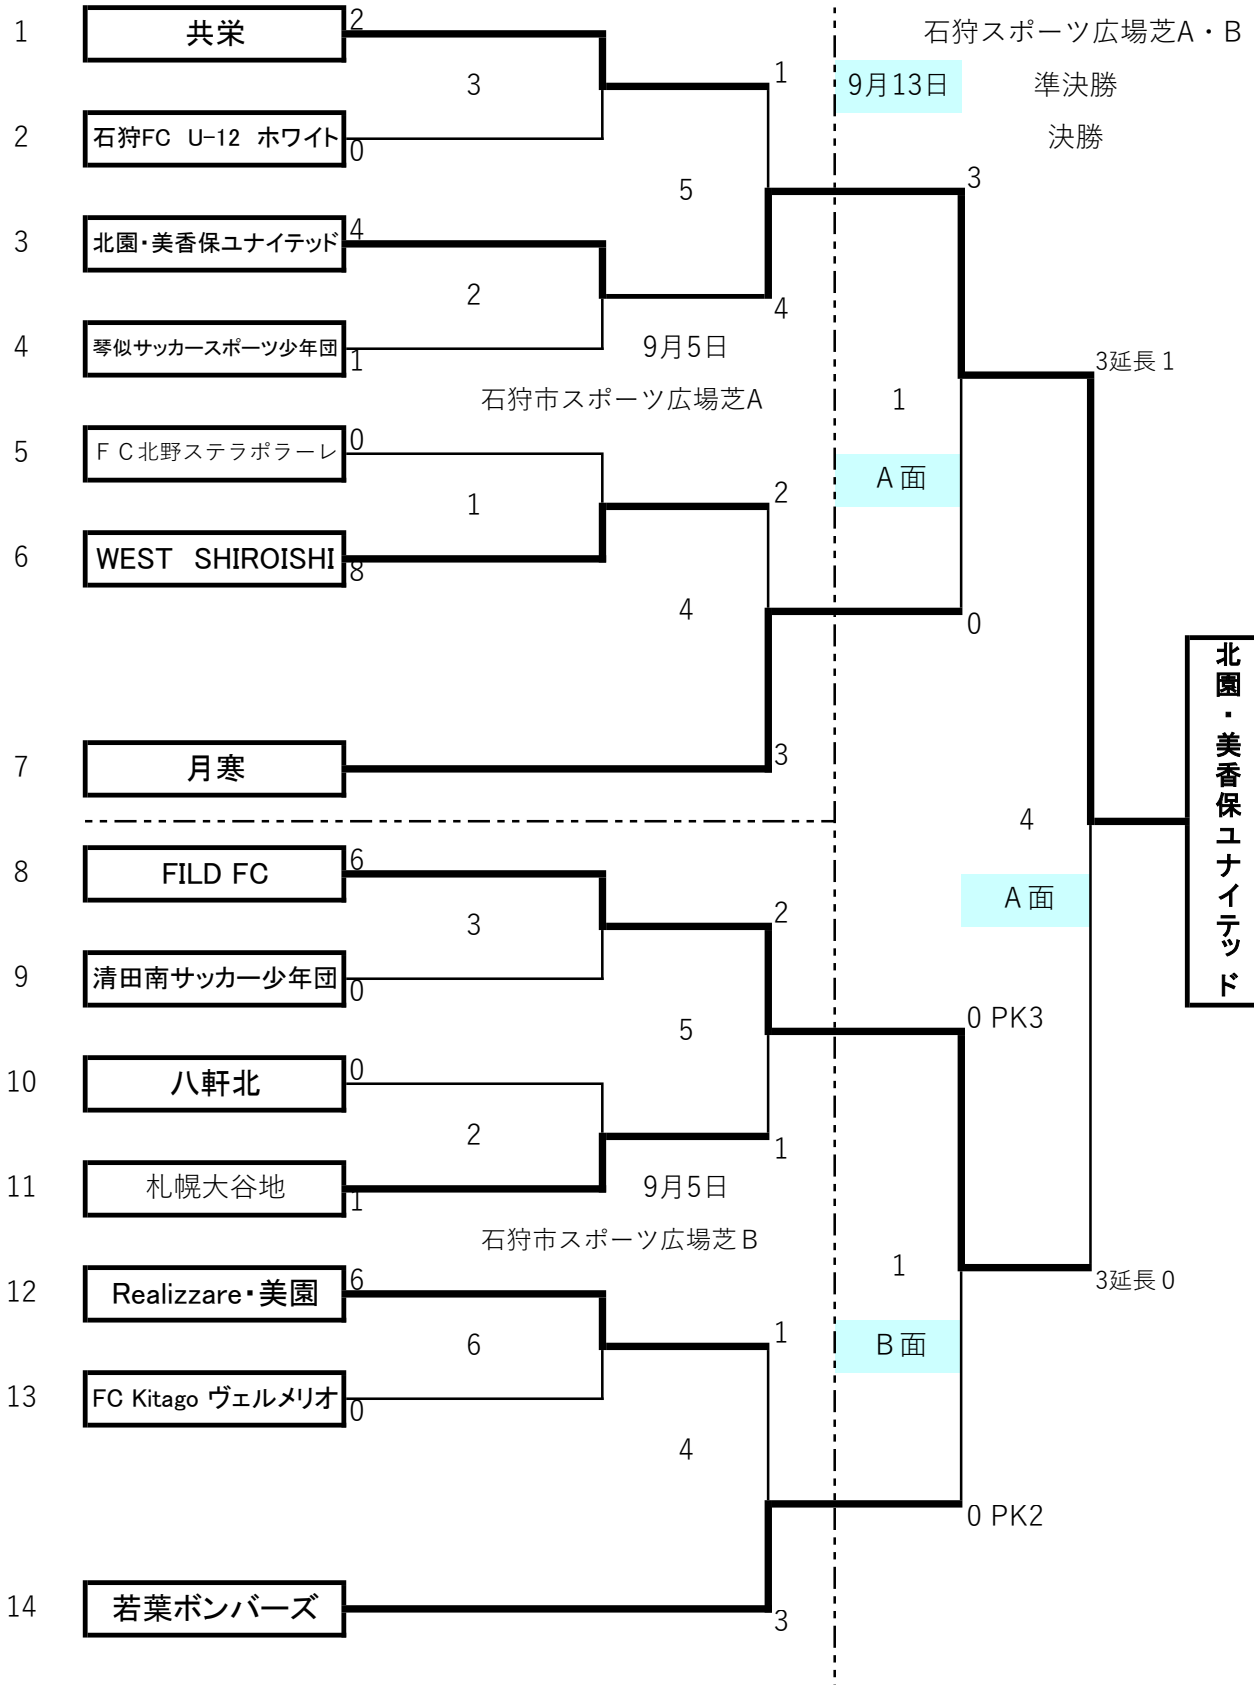 石狩スポーツ広場芝A・B
9月13日 準決勝
決勝
1 共栄 2
3
1
2 石狩FC U-12 ホワイト 0
5
3
3 北園・美香保ユナイテッド 4
2
4
4 琴似サッカースポーツ少年団 1
9月5日
石狩市スポーツ広場芝A
3延長 1
1
5 ＦＣ北野ステラポラーレ 0
A 面
1
2
6 WEST SHIROISHI 8
4
0
7 月寒 3
4
北園・美香保ユナイテッド
8 FILD FC 6
A 面
3
2
9 清田南サッカー少年団 0
5
0 PK3
10 八軒北 0
2
1
11 札幌大谷地 1
9月5日
石狩市スポーツ広場芝Ｂ
1
3延長 0
12 Realizzare・美園 6
6
1
B 面
13 FC Kitago ヴェルメリオ 0
4
0 PK2
14 若葉ボンバーズ 3